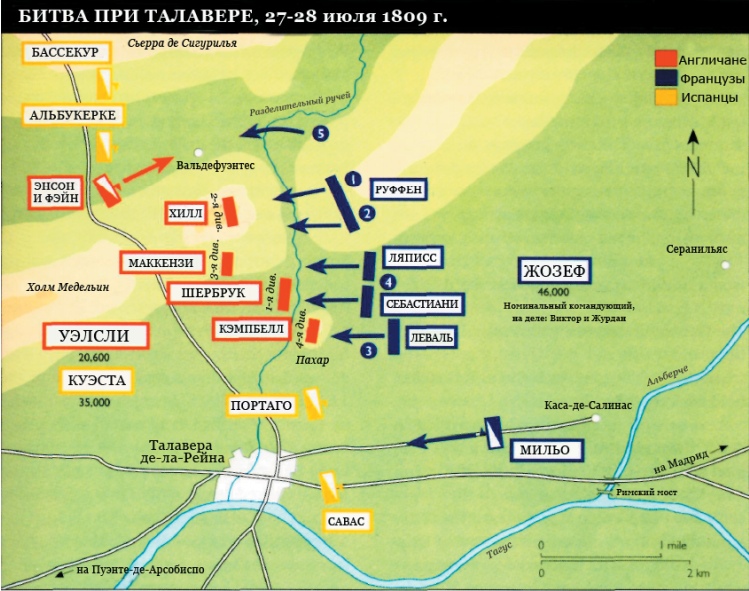 БИТВА ПРИ ТАЛАВЕРЕ, 27-28 июля 1809 г.
БАССЕКУР
Сьерра де Сигурилья
Англичане
Французы
Испанцы
АЛЬБУКЕРКЕ
Разделительный ручей
5
N
Вальдефуэнтес
ЭНСОН
И ФЭЙН
1
РУФФЕН
2
ХИЛЛ
2-я див.
МАККЕНЗИ
3-я див.
ЛЯПИСС
Серанильяс
ЖОЗЕФ
46,000
Номинальный командующий,
на деле: Виктор и Журдан
4
Холм Медельин
ШЕРБРУК
1-я див.
СЕБАСТИАНИ
УЭЛСЛИ
20,600
КЭМПБЕЛЛ
4-я див.
3
ЛЕВАЛЬ
Пахар
КУЭСТА
35,000
Альберче
ПОРТАГО
Каса-де-Салинас
Талавера
де-ла-Рейна
МИЛЬО
на Мадрид
Римский мост
САВАС
Тагус
0
1 mile
0
2 km
на Пуэнте-де-Арсобиспо